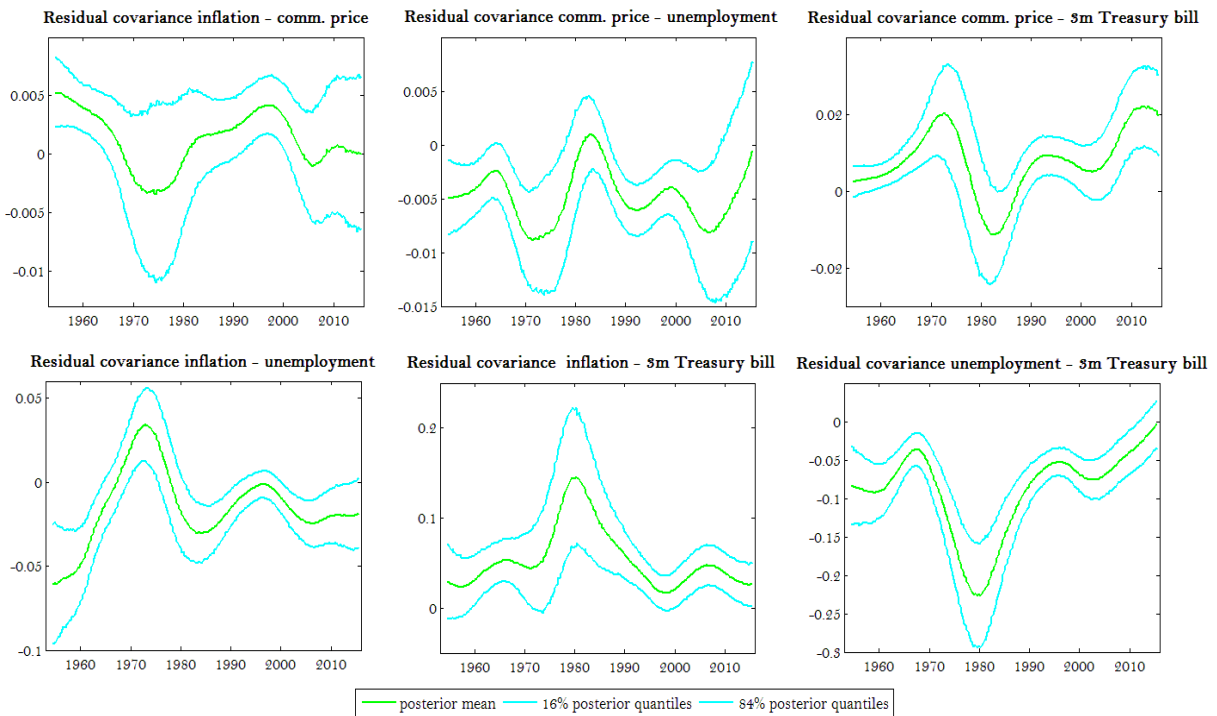 Residual covariance inflation - comm. price
Residual covariance comm. price - unemployment
Residual covariance comm. price - 3m Treasury bill
0.005
0
-0.005
-0.01
1960 1970 1980 1990 2000 2010
0.005
0
-0.005
-0.01
-0.015
1960 1970 1980 1990 2000 2010
0.02
0
-0.02
1960 1970 1980 1990 2000 2010
Residual covariance inflation - unemployment
Residual covariance inflation - 3m Treasury bill
Residual covariance unemployment - 3m Treasury bill
0.05
0
-0.05
-0.1
1960 1970 1980 1990 2000 2010
0.2
0.1
0
1960 1970 1980 1990 2000 2010
0
-0.05
-0.1
-0.15
-0.2
-0.25
-0.3
1960 1970 1980 1990 2000 2010
posterior mean 16% posterior quantiles 84% posterior quantiles